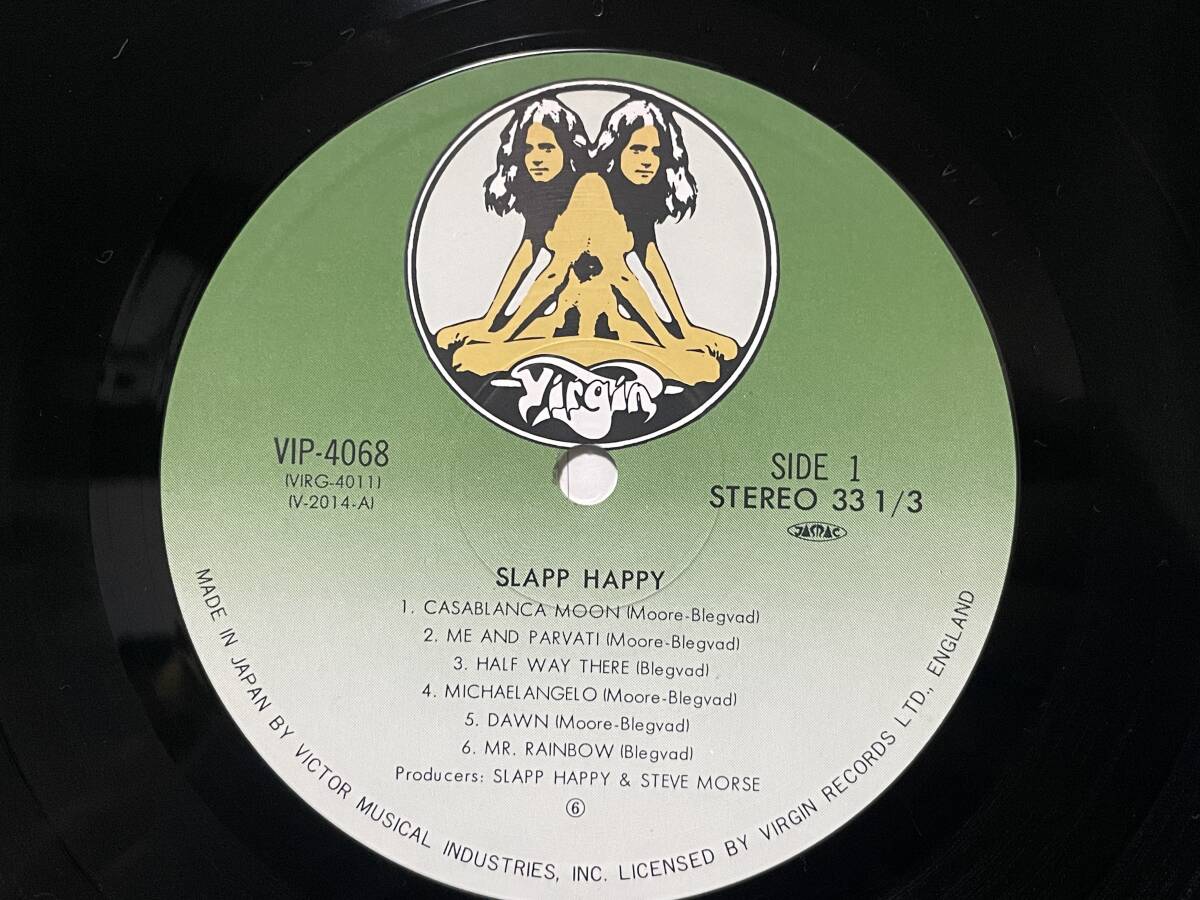 Virgin
VIP-4068
(VIRG-4011)
(V-2014-A)
SIDE 1
STEREO 33 1/3
JASRAC
SLAPP HAPPY
1. CASABLANCA MOON (Moore-Blegvad)
2. ME AND PARVATI (Moore-Blegvad)
3. HALF WAY THERE (Blegvad)
4. MICHAELANGELO (Moore-Blegvad)
5. DAWN (Moore-Blegvad)
6. MR. RAINBOW (Blegvad)
Producers: SLAPP HAPPY & STEVE MORSE
⑥
MADE IN JAPAN BY VICTOR MUSICAL INDUSTRIES, INC. LICENSED BY VIRGIN RECORDS LTD., ENGLAND